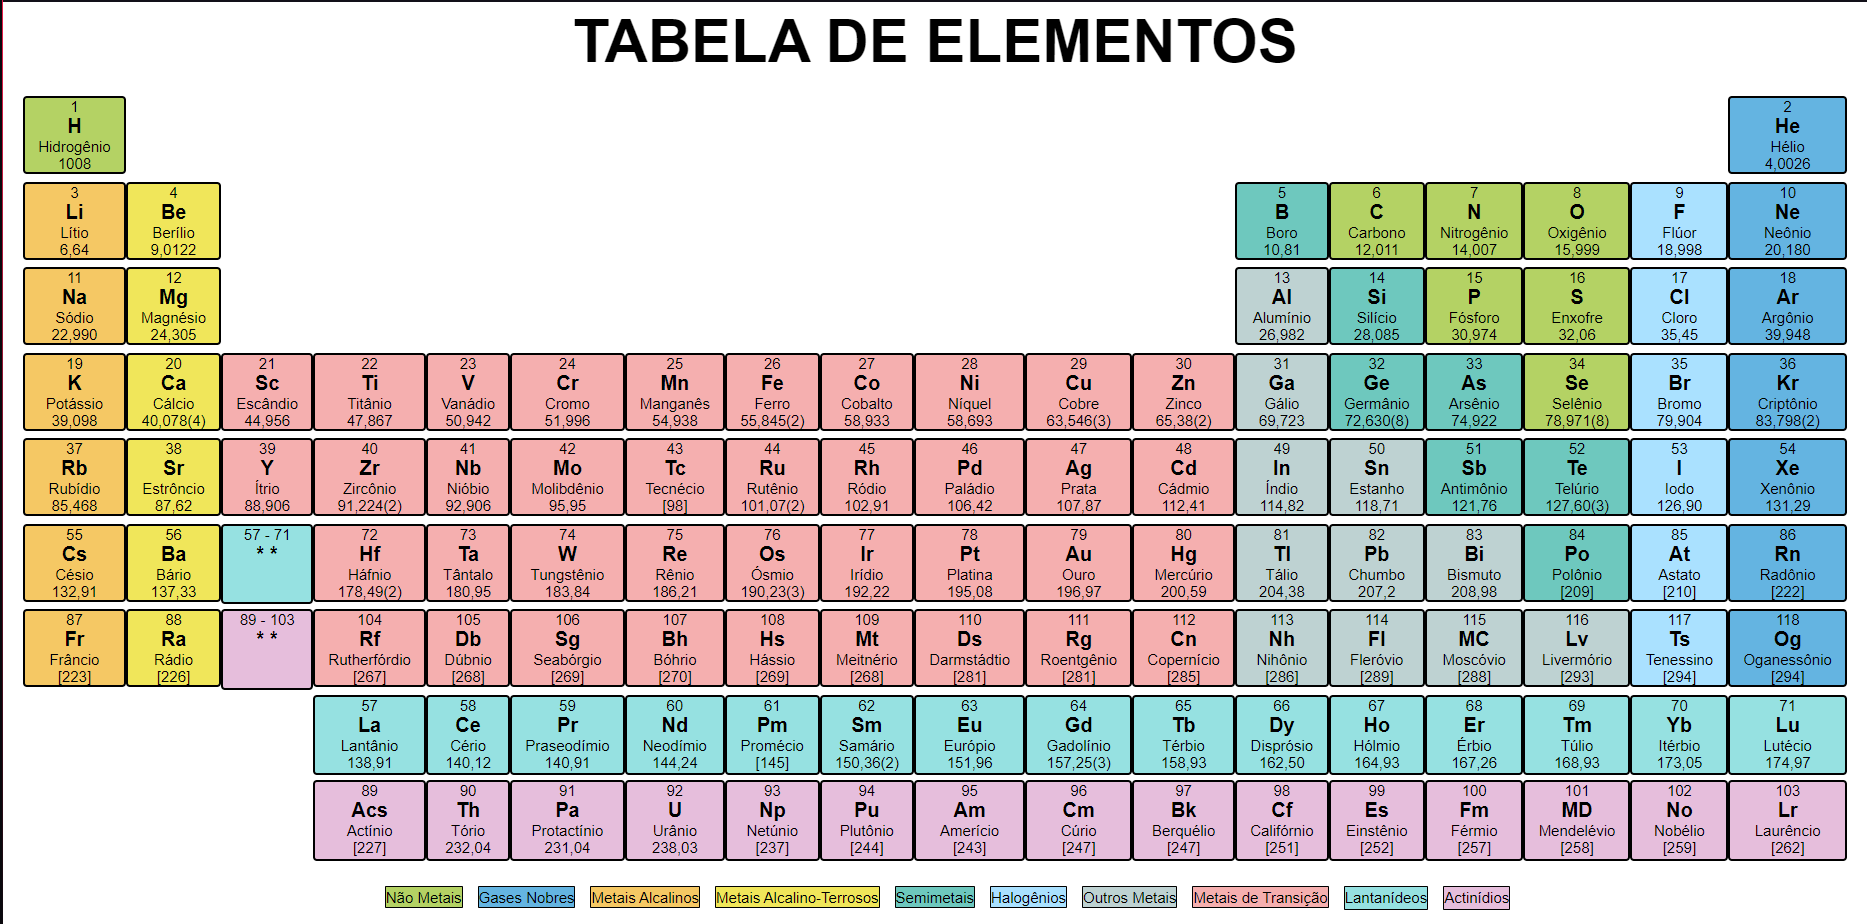 TABELA DE ELEMENTOS
1 2
H He
Hidrogênio Hélio
1008 4,0026
3 4 5 6 7 8 9 10
Li Be B C N O F Ne
Lítio Berílio Boro Carbono Nitrogênio Oxigênio Flúor Neônio
6,64 9,0122 10,81 12,011 14,007 15,999 18,998 20,180
11 12 13 14 15 16 17 18
Na Mg Al Si P S Cl Ar
Sódio Magnésio Alumínio Silício Fósforo Enxofre Cloro Argônio
22,990 24,305 26,982 28,085 30,974 32,06 35,45 39,948
19 20 21 22 23 24 25 26 27 28 29 30 31 32 33 34 35 36
K Ca Sc Ti V Cr Mn Fe Co Ni Cu Zn Ga Ge As Se Br Kr
Potássio Cálcio Escândio Titânio Vanádio Cromo Manganês Ferro Cobalto Níquel Cobre Zinco Gálio Germânio Arsênio Selênio Bromo Criptônio
39,098 40,078(4) 44,956 47,867 50,942 51,996 54,938 55,845(2) 58,933 58,693 63,546(3) 65,38(2) 69,723 72,630(8) 74,922 78,971(8) 79,904 83,798(2)
37 38 39 40 41 42 43 44 45 46 47 48 49 50 51 52 53 54
Rb Sr Y Zr Nb Mo Tc Ru Rh Pd Ag Cd In Sn Sb Te I Xe
Rubídio Estrôncio Ítrio Zircônio Nióbio Molibdênio Tecnécio Rutênio Ródio Paládio Prata Cádmio Índio Estanho Antimônio Telúrio Iodo Xenônio
85,468 87,62 88,906 91,224(2) 92,906 95,95 [98] 101,07(2) 102,91 106,42 107,87 112,41 114,82 118,71 121,76 127,60(3) 126,90 131,29
55 56 57 - 71 72 73 74 75 76 77 78 79 80 81 82 83 84 85 86
Cs Ba * * Hf Ta W Re Os Ir Pt Au Hg Tl Pb Bi Po At Rn
Césio Bário Háfnio Tântalo Tungstênio Rênio Ósmio Irídio Platina Ouro Mercúrio Tálio Chumbo Bismuto Polônio Astato Radônio
132,91 137,33 178,49(2) 180,95 183,84 186,21 190,23(3) 192,22 195,08 196,97 200,59 204,38 207,2 208,98 [209] [210] [222]
87 88 89 - 103 104 105 106 107 108 109 110 111 112 113 114 115 116 117 118
Fr Ra * * Rf Db Sg Bh Hs Mt Ds Rg Cn Nh Fl MC Lv Ts Og
Frâncio Rádio Rutherfórdio Dúbnio Seabórgio Bóhrio Hássio Meitnério Darmstádtio Roentgênio Copernício Nihônio Fleróvio Moscóvio Livermório Tenessino Oganessônio
[223] [226] [267] [268] [269] [270] [269] [268] [281] [281] [285] [286] [289] [288] [293] [294] [294]
57 58 59 60 61 62 63 64 65 66 67 68 69 70 71
La Ce Pr Nd Pm Sm Eu Gd Tb Dy Ho Er Tm Yb Lu
Lantânio Cério Praseodímio Neodímio Promécio Samário Európio Gadolínio Térbio Disprósio Hólmio Érbio Túlio Itérbio Lutécio
138,91 140,12 140,91 144,24 [145] 150,36(2) 151,96 157,25(3) 158,93 162,50 164,93 167,26 168,93 173,05 174,97
89 90 91 92 93 94 95 96 97 98 99 100 101 102 103
Acs Th Pa U Np Pu Am Cm Bk Cf Es Fm MD No Lr
Actínio Tório Protactínio Urânio Netúnio Plutônio Amerício Cúrio Berquélio Califórnio Einstênio Férmio Mendelévio Nobélio Laurêncio
[227] 232,04 231,04 238,03 [237] [244] [243] [247] [247] [251] [252] [257] [258] [259] [262]
Não Metais Gases Nobres Metais Alcalinos Metais Alcalino-Terrosos Semimetais Halogênios Outros Metais Metais de Transição Lantanídeos Actinídios